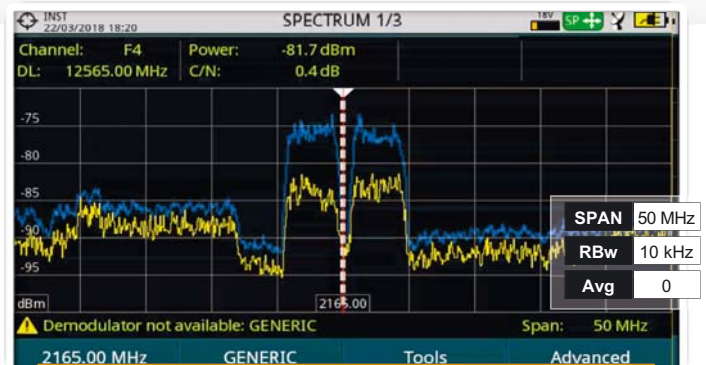 INST
22/03/2018 18:20
SPECTRUM 1/3
18V
SP
Channel: F4
Power: -81.7 dBm
DL: 12565.00 MHz
C/N: 0.4 dB
-75
-80
-85
-90
-95
SPAN 50 MHz
RBw 10 kHz
Avg 0
dBm
2165.00
Demodulator not available: GENERIC
Span: 50 MHz
2165.00 MHz
GENERIC
Tools
Advanced